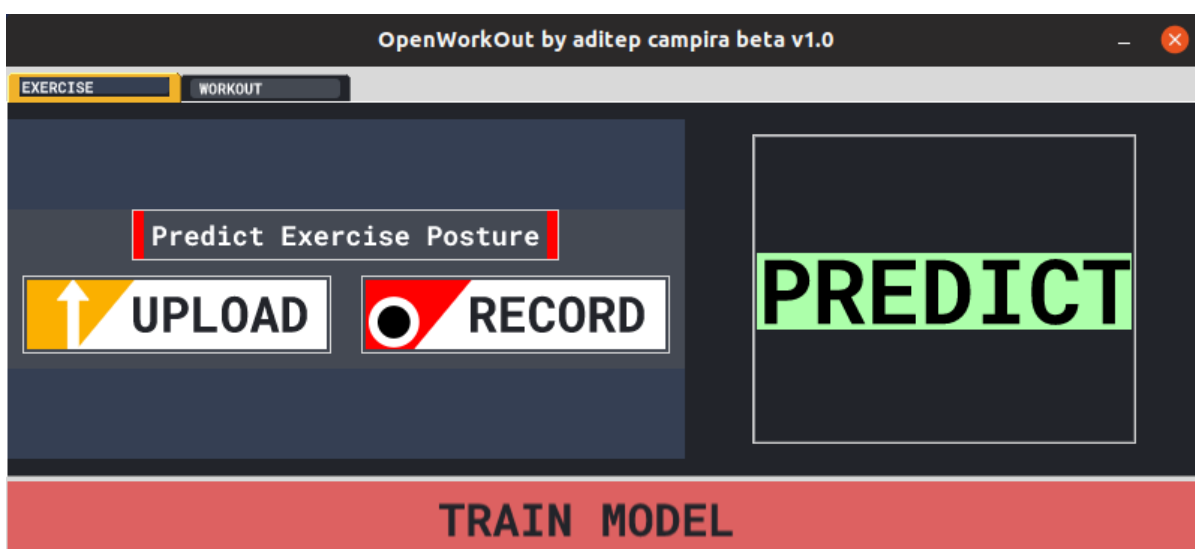 OpenWorkOut by aditep campira beta v1.0
EXERCISE
WORKOUT
Predict Exercise Posture
UPLOAD
RECORD
PREDICT
TRAIN MODEL